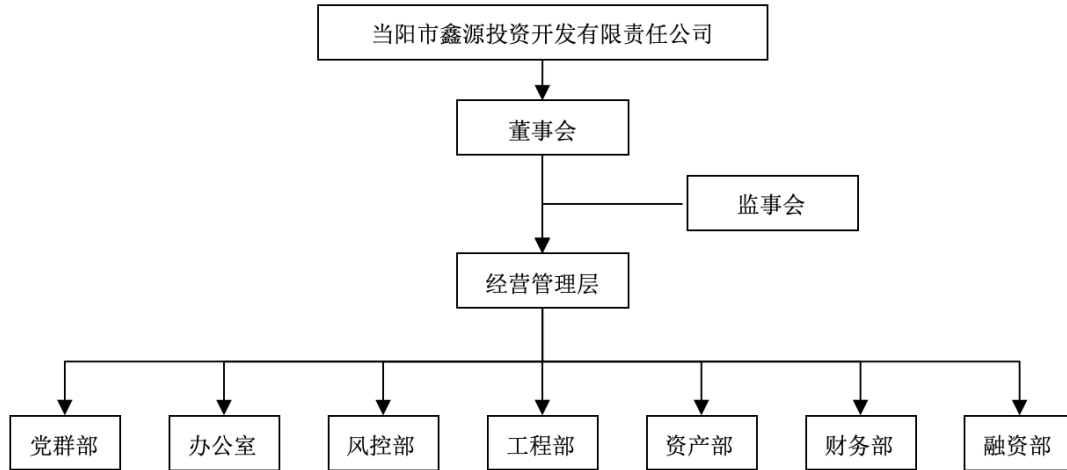 当阳市鑫源投资开发有限责任公司
董事会
监事会
经营管理层
党群部
办公室
风控部
工程部
资产部
财务部
融资部